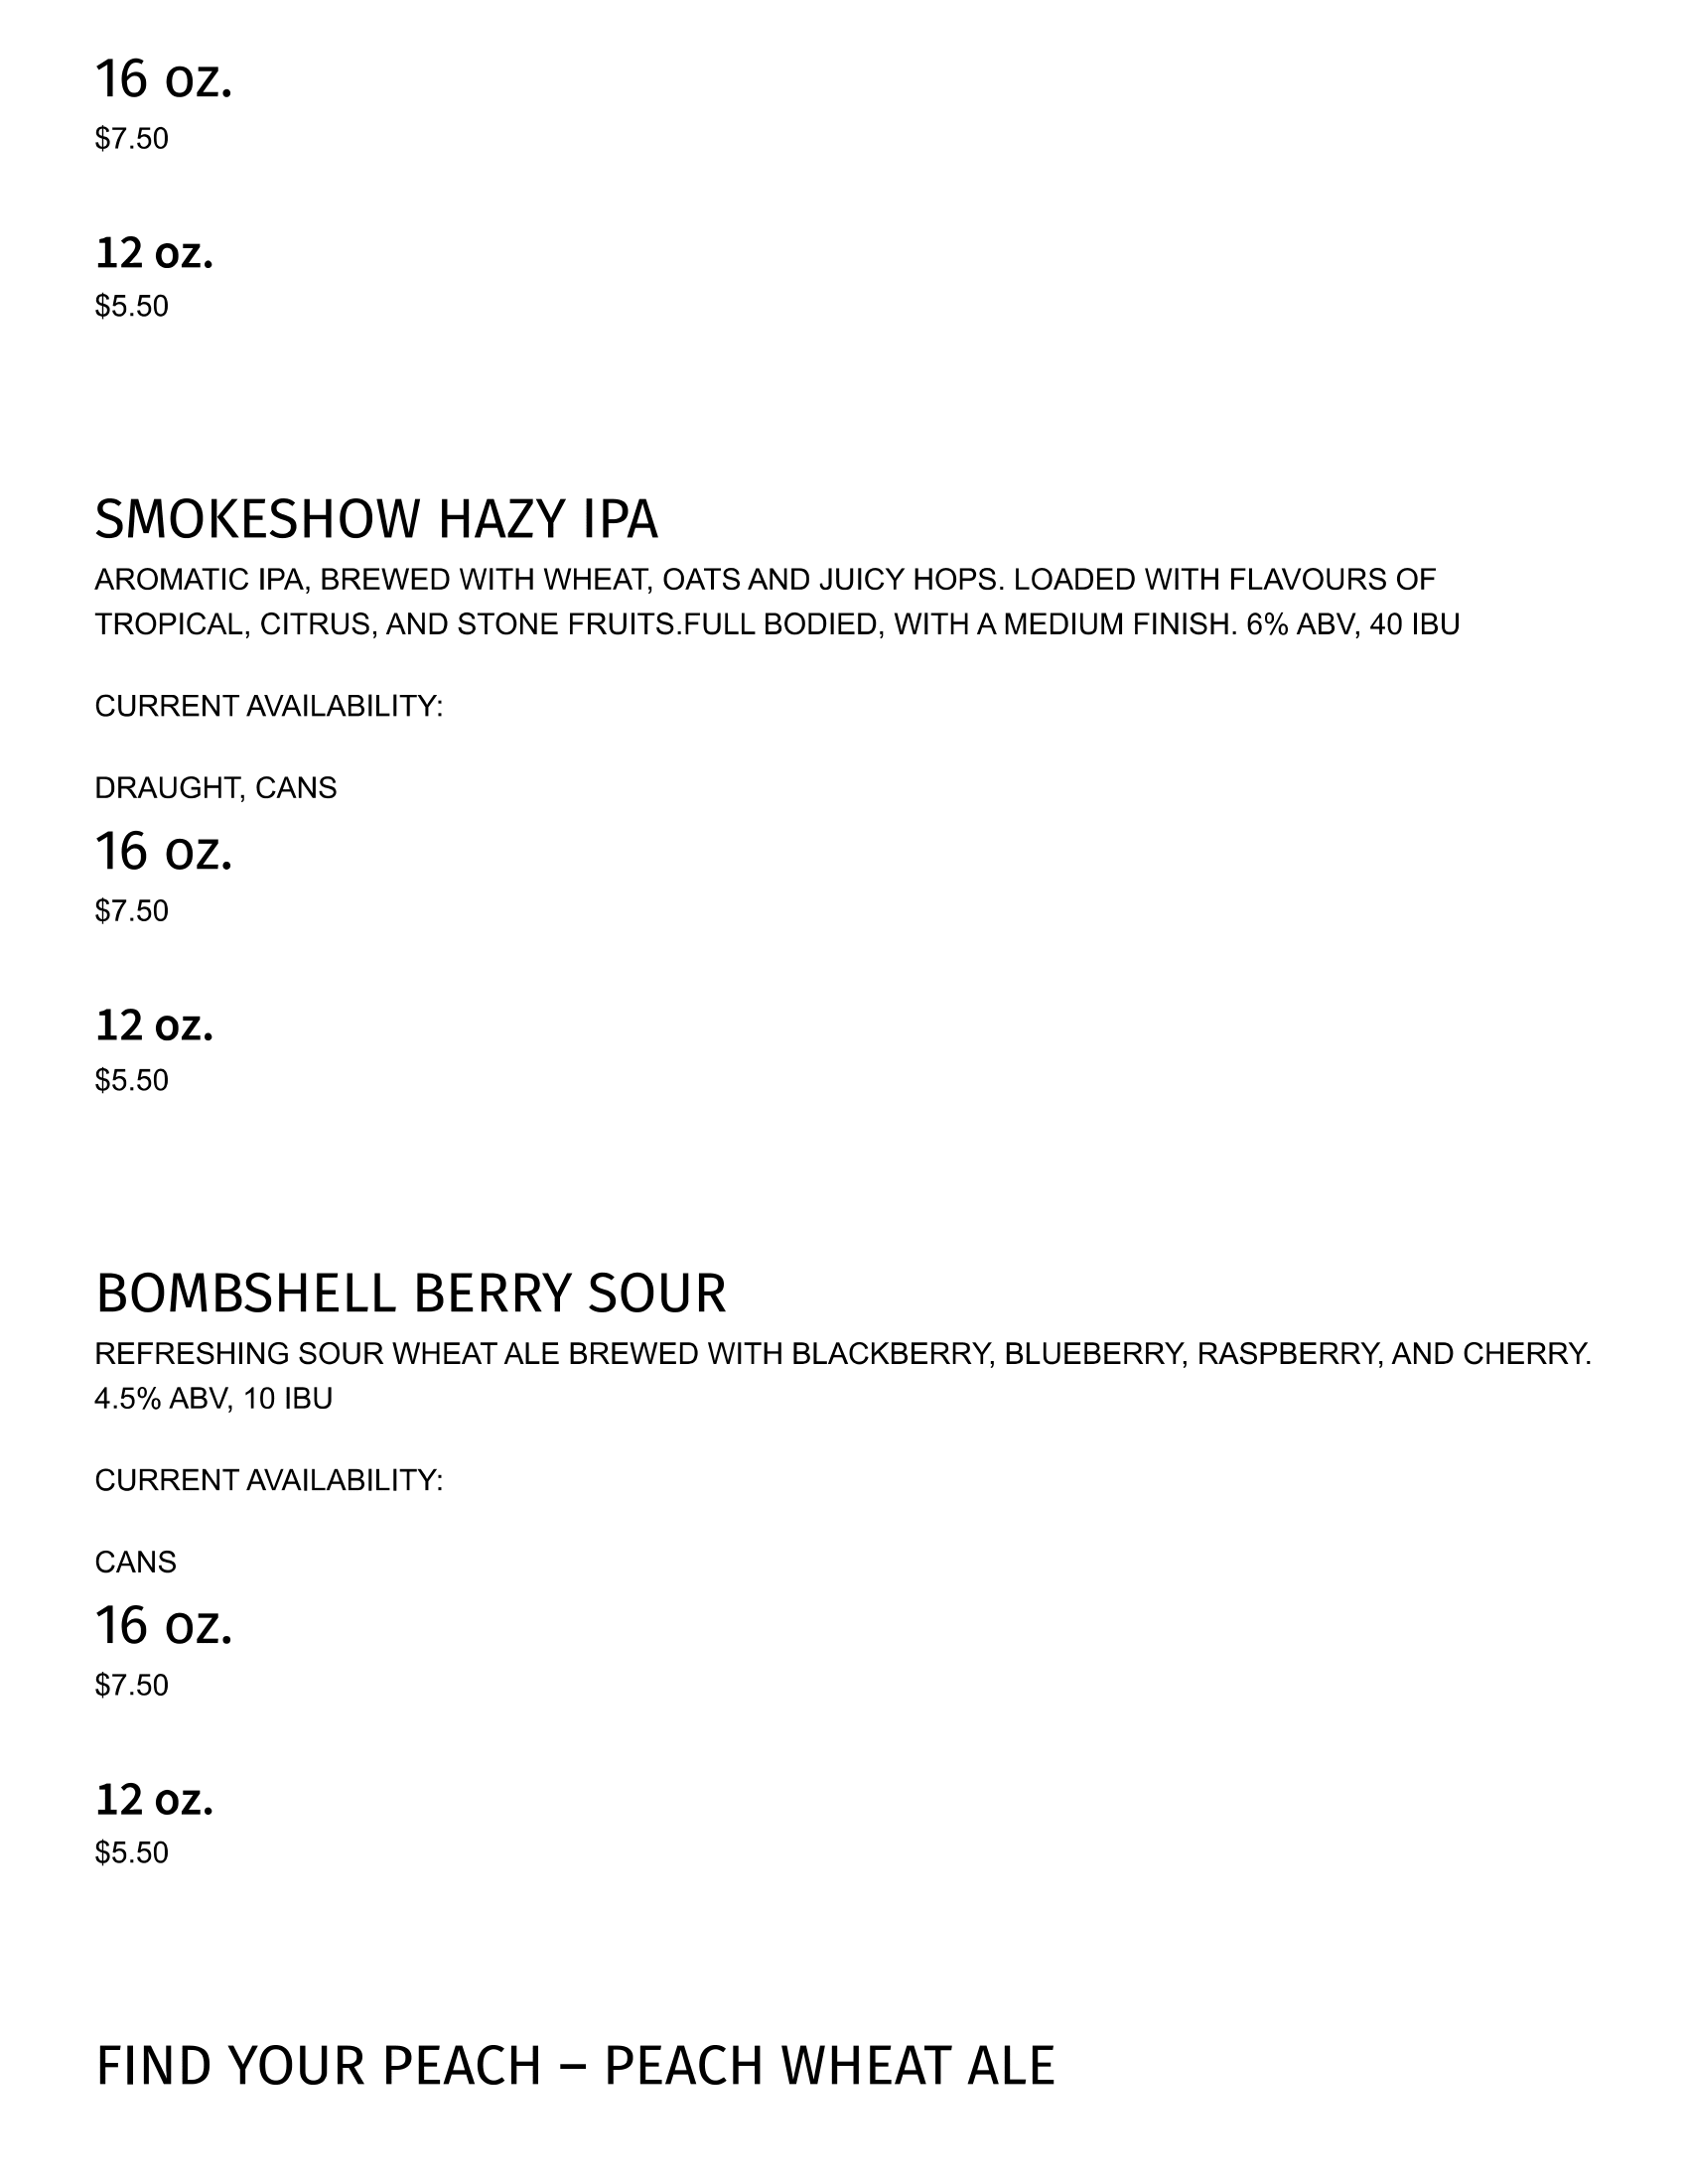 16 oz.
$7.50
12 oz.
$5.50
SMOKESHOW HAZY IPA
AROMATIC IPA, BREWED WITH WHEAT, OATS AND JUICY HOPS. LOADED WITH FLAVOURS OF
TROPICAL, CITRUS, AND STONE FRUITS.FULL BODIED, WITH A MEDIUM FINISH. 6% ABV, 40 IBU
CURRENT AVAILABILITY:
DRAUGHT, CANS
16 oz.
$7.50
12 oz.
$5.50
BOMBSHELL BERRY SOUR
REFRESHING SOUR WHEAT ALE BREWED WITH BLACKBERRY, BLUEBERRY, RASPBERRY, AND CHERRY.
4.5% ABV, 10 IBU
CURRENT AVAILABILITY:
CANS
16 oz.
$7.50
12 oz.
$5.50
FIND YOUR PEACH – PEACH WHEAT ALE